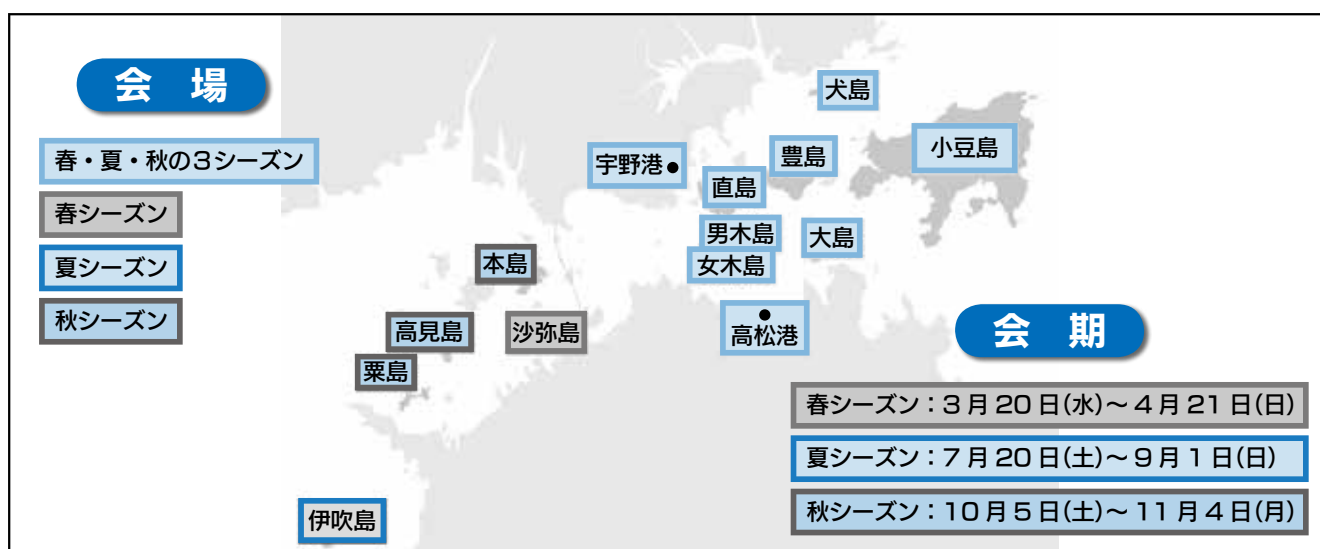 会 場
春・夏・秋の3シーズン
春シーズン
夏シーズン
秋シーズン
犬島
小豆島
豊島
宇野港
直島
男木島
大島
女木島
本島
高松港
高見島
沙弥島
粟島
伊吹島
会 期
春シーズン：3月20日(水)～4月21日(日)
夏シーズン：7月20日(土)～9月1日(日)
秋シーズン：10月5日(土)～11月4日(月)